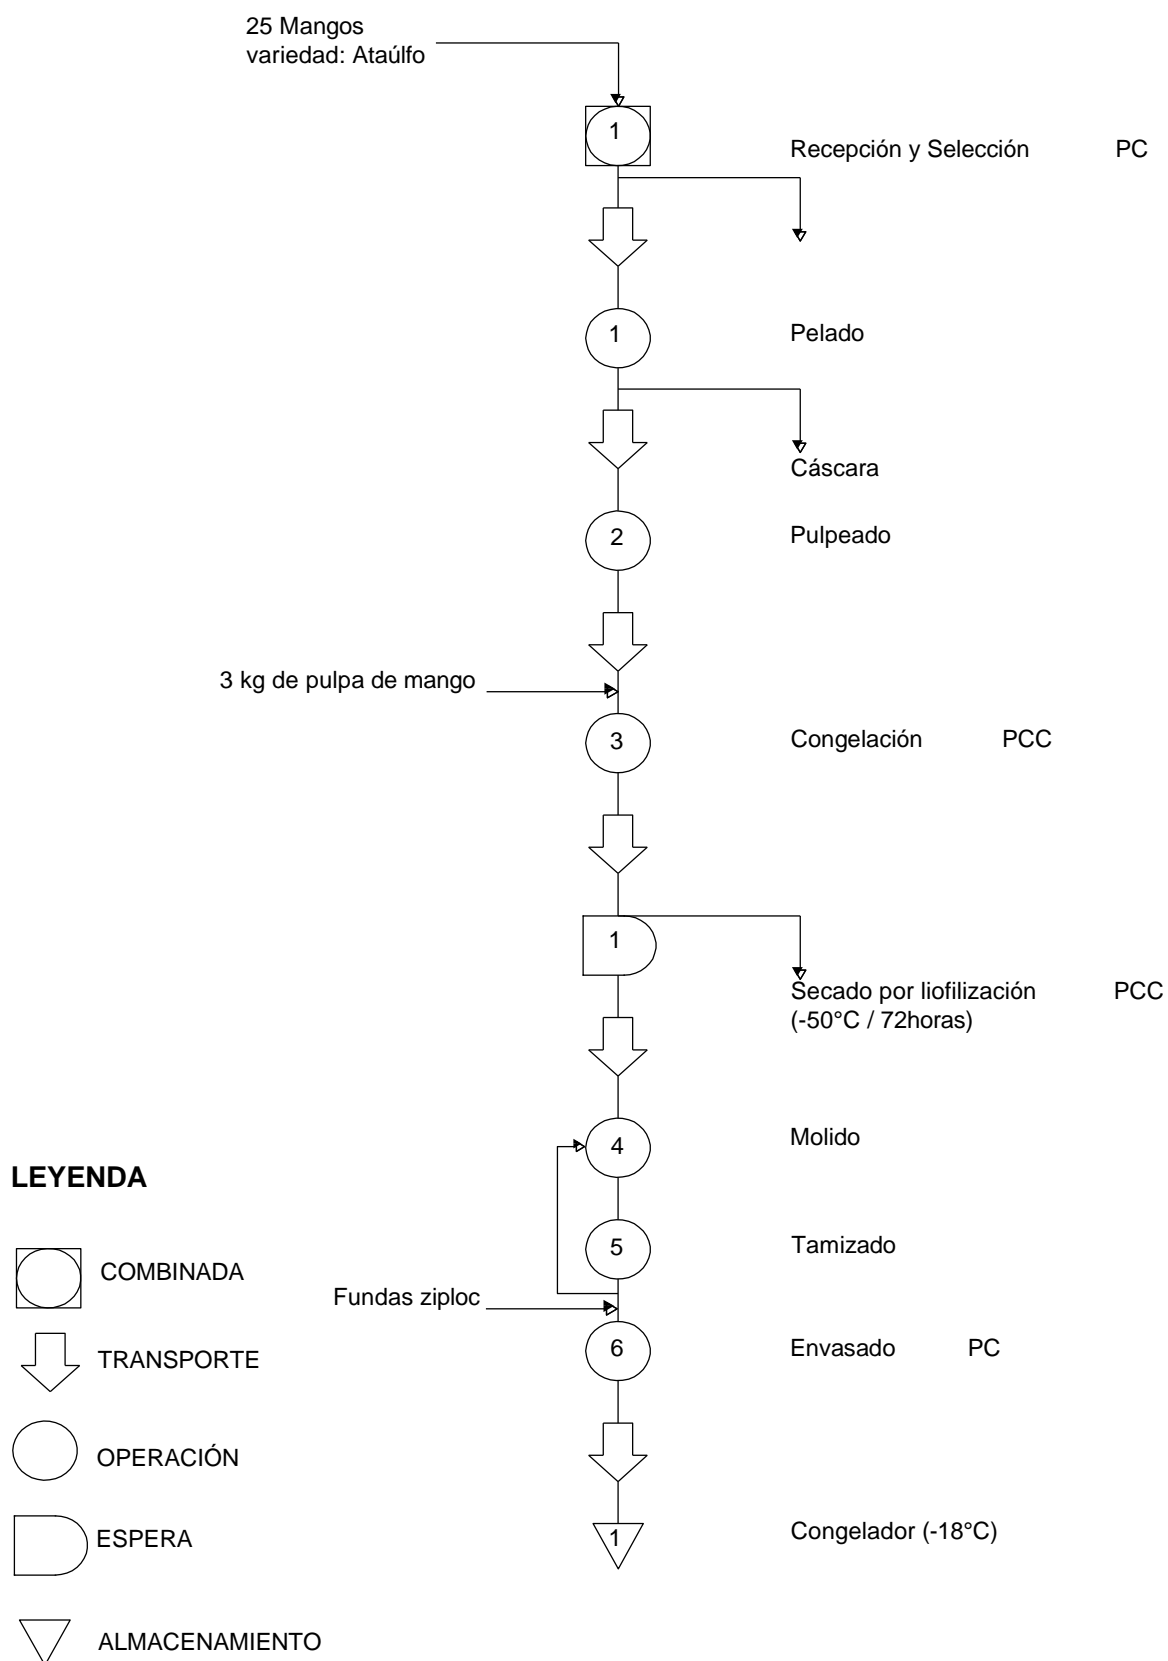 25 Mangos
variedad: Ataúlfo
1
Recepción y Selección PC
1
Pelado
Cáscara
2
Pulpeado
3 kg de pulpa de mango
3
Congelación PCC
1
Secado por liofilización PCC
(-50°C / 72horas)
4
Molido
5
Tamizado
Fundas ziploc
6
Envasado PC
1
Congelador (-18°C)
LEYENDA
COMBINADA
TRANSPORTE
OPERACIÓN
ESPERA
ALMACENAMIENTO